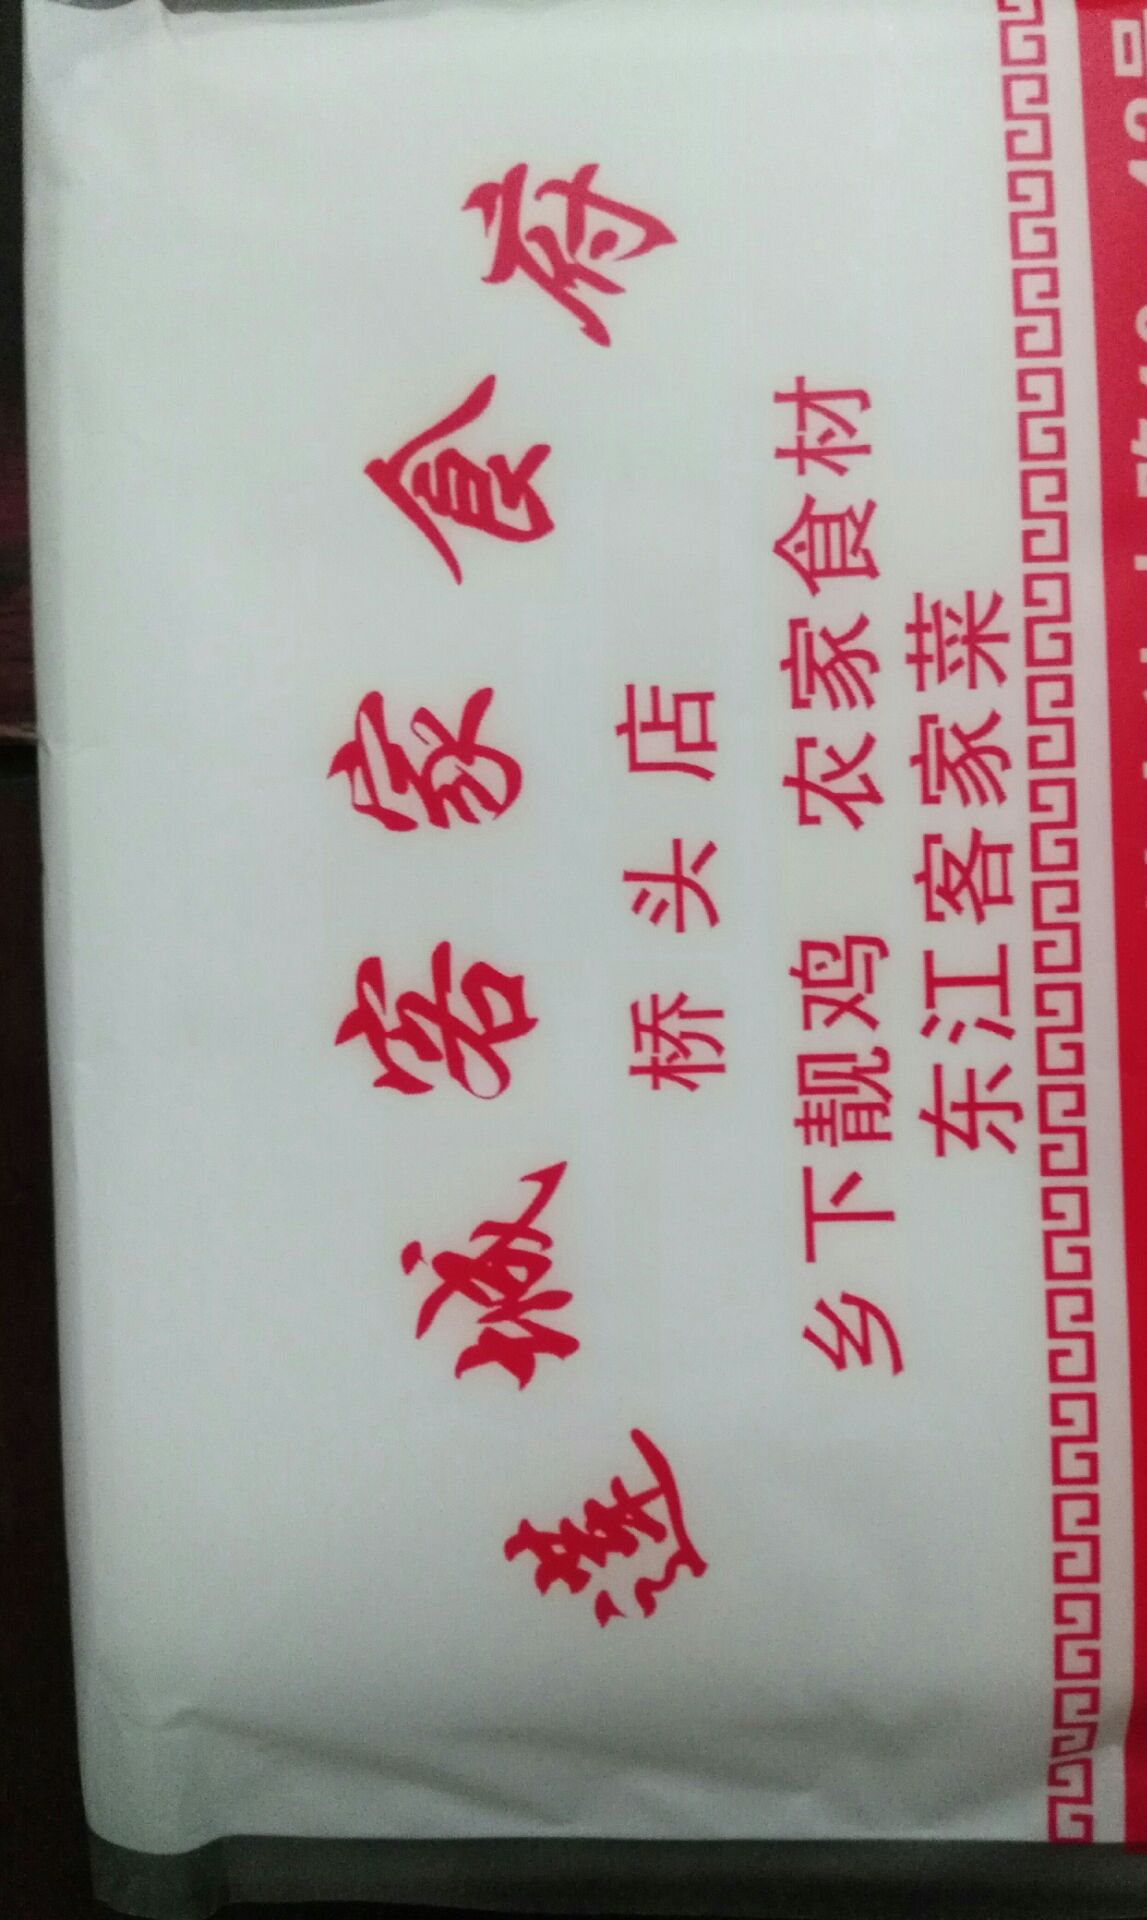 莲城客家食府
桥头店
乡下靓鸡 农家食材
东江客家菜